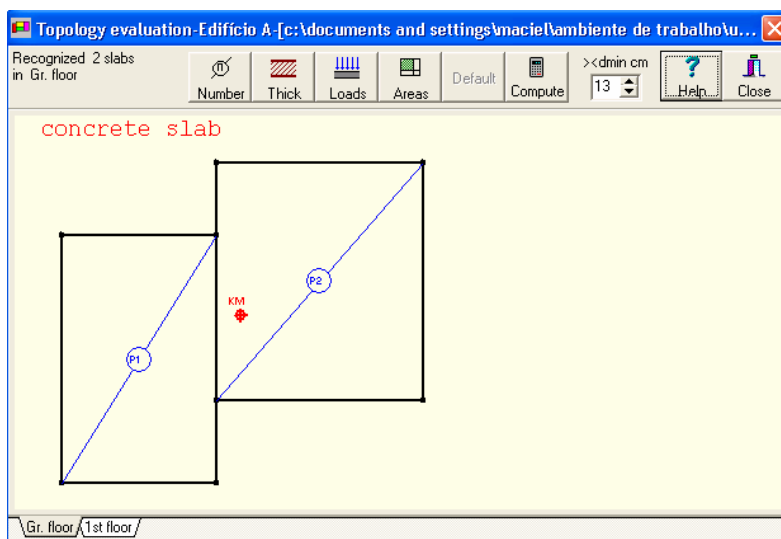 Topology evaluation-Edifício A-[c:\documents and settings\maciel\ambiente de trabalho\u...
Recognized 2 slabs
in Gr. floor
Number
Thick
Loads
Areas
Default
Compute
><dmin cm
13
Help
Close
concrete slab
P2
KM
P1
Gr. floor
1st floor